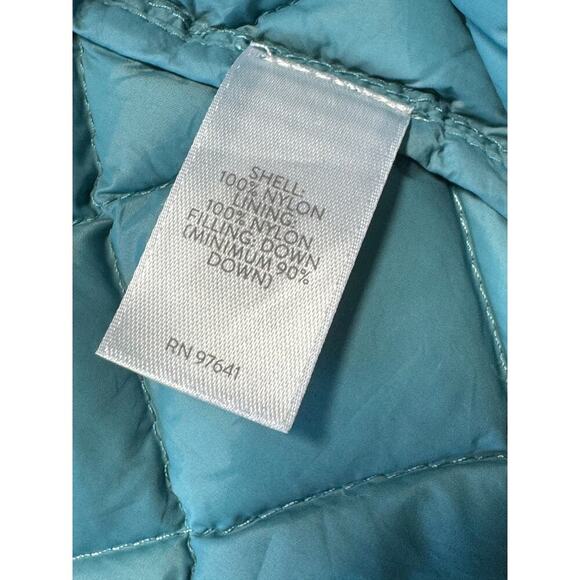 SHELL:
100% NYLON
LINING:
100% NYLON
FILLING: DOWN
(MINIMUM 90%
DOWN)
RN 97641